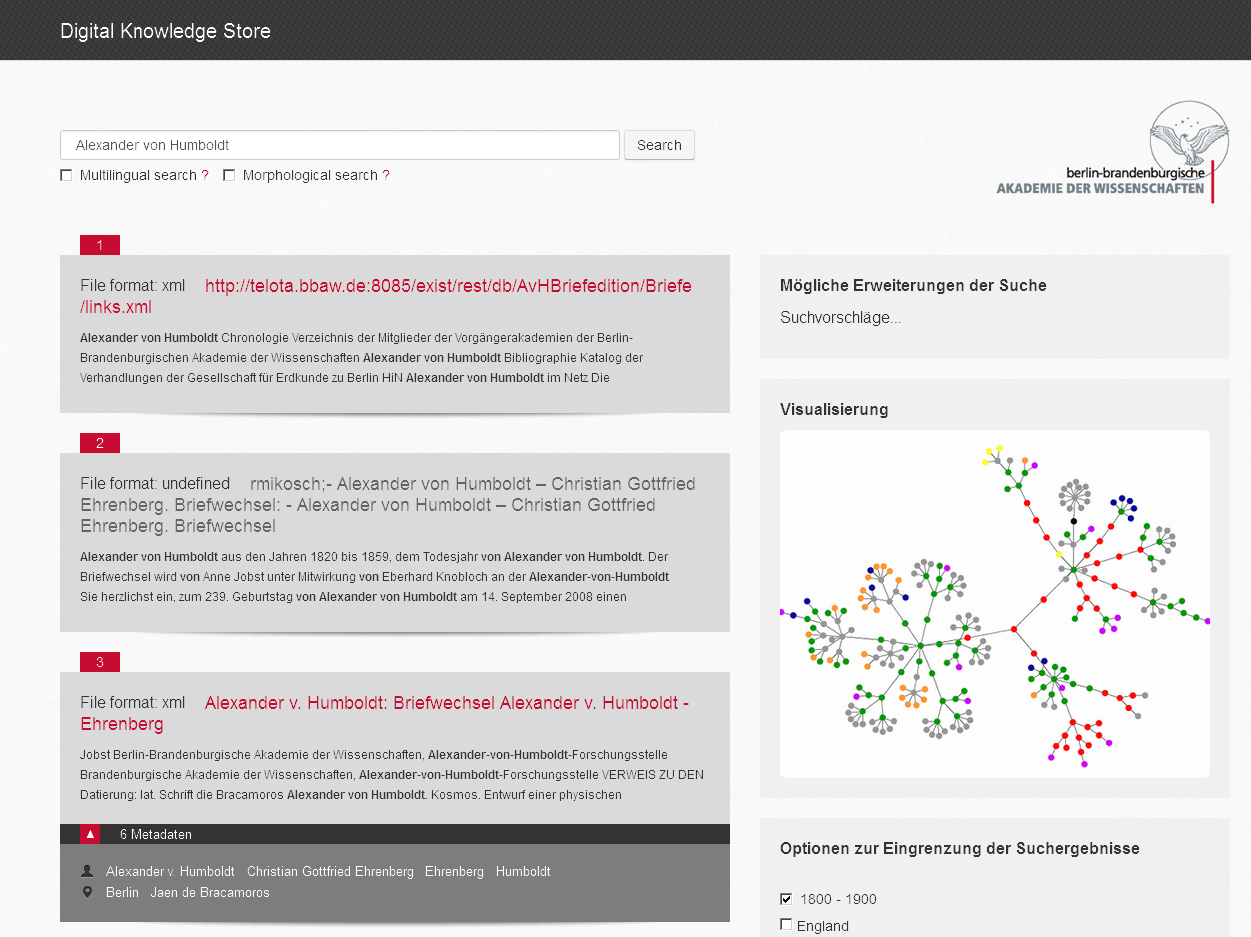 Digital Knowledge Store
Alexander von Humboldt
Search
Multilingual search ?
Morphological search ?
berlin-brandenburgische
AKADEMIE DER WISSENSCHAFTEN
1
File format: xml http://telota.bbaw.de:8085/exist/rest/db/AvHBriefedition/Briefe
/links.xml
Alexander von Humboldt Chronologie Verzeichnis der Mitglieder der Vorgängerakademien der Berlin-
Brandenburgischen Akademie der Wissenschaften Alexander von Humboldt Bibliographie Katalog der
Verhandlungen der Gesellschaft für Erdkunde zu Berlin HiN Alexander von Humboldt im Netz Die
2
File format: undefined rmikosch;- Alexander von Humboldt – Christian Gottfried
Ehrenberg. Briefwechsel: - Alexander von Humboldt – Christian Gottfried
Ehrenberg. Briefwechsel
Alexander von Humboldt aus den Jahren 1820 bis 1859, dem Todesjahr von Alexander von Humboldt. Der
Briefwechsel wird von Anne Jobst unter Mitwirkung von Eberhard Knobloch an der Alexander-von-Humboldt
Sie herzlichst ein, zum 239. Geburtstag von Alexander von Humboldt am 14. September 2008 einen
3
File format: xml Alexander v. Humboldt: Briefwechsel Alexander v. Humboldt -
Ehrenberg
Jobst Berlin-Brandenburgische Akademie der Wissenschaften, Alexander-von-Humboldt-Forschungsstelle
Brandenburgische Akademie der Wissenschaften, Alexander-von-Humboldt-Forschungsstelle VERWEIS ZU DEN
Datierung: lat. Schrift die Bracamoros Alexander von Humboldt. Kosmos. Entwurf einer physischen
6 Metadaten
Alexander v. Humboldt Christian Gottfried Ehrenberg Ehrenberg Humboldt
Berlin Jaen de Bracamoros
Mögliche Erweiterungen der Suche
Suchvorschläge...
Visualisierung
Optionen zur Eingrenzung der Suchergebnisse
1800 - 1900
England